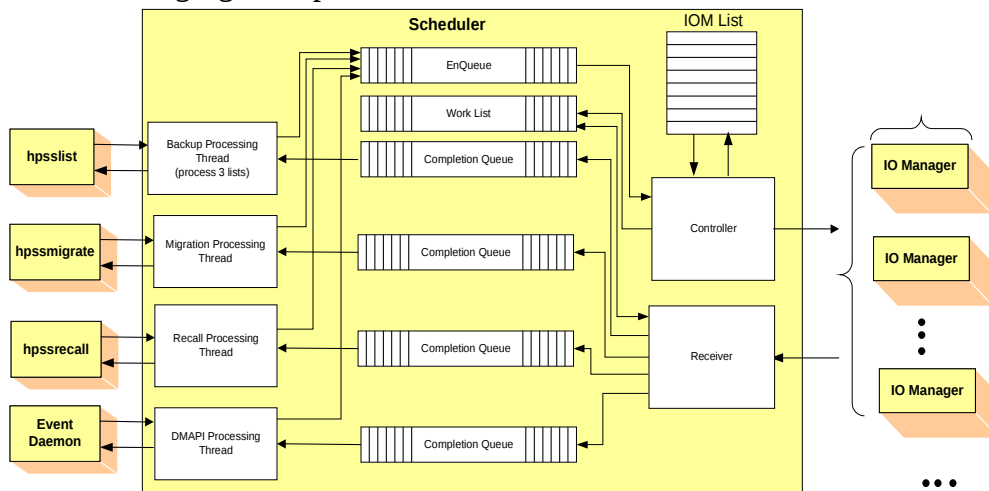 Scheduler
IOM List
EnQueue
Work List
hpsslist
Backup Processing
Thread
(process 3 lists)
Completion Queue
IO Manager
hpssmigrate
Migration Processing
Thread
Completion Queue
Controller
IO Manager
hpssrecall
Recall Processing
Thread
Completion Queue
Receiver
IO Manager
Event
Daemon
DMAPI Processing
Thread
Completion Queue